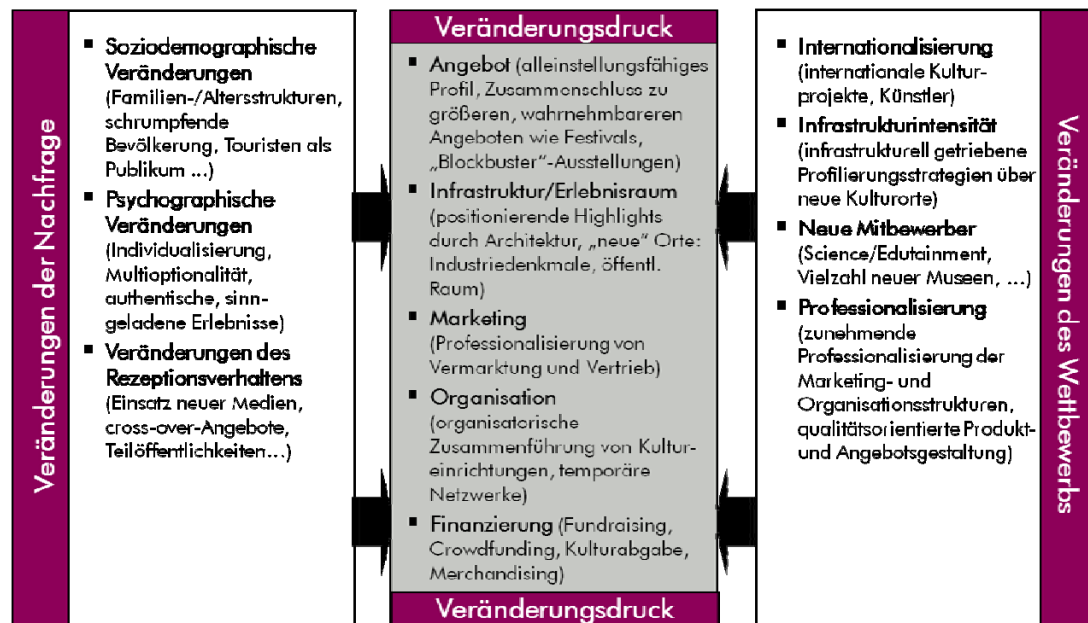 Veränderungen der Nachfrage
▪ Soziodemographische
Veränderungen
(Familien-/Altersstrukturen,
schrumpfende
Bevölkerung, Touristen als
Publikum ...)
▪ Psychographische
Veränderungen
(Individualisierung,
Multioptionalität,
authentische, sinn-
geladene Erlebnisse)
▪ Veränderungen des
Rezeptionsverhaltens
(Einsatz neuer Medien,
cross-over-Angebote,
Teilöffentlichkeiten...)
Veränderungsdruck
▪ Angebot (alleinstellungsfähiges
Profil, Zusammenschluss zu
größeren, wahrnehmbareren
Angeboten wie Festivals,
„Blockbuster“-Ausstellungen)
▪ Infrastruktur/Erlebnisraum
(positionierende Highlights
durch Architektur, „neue“ Orte:
Industriedenkmale, öffentl.
Raum)
▪ Marketing
(Professionalisierung von
Vermarktung und Vertrieb)
▪ Organisation
(organisatorische
Zusammenführung von Kultur-
einrichtungen, temporäre
Netzwerke)
▪ Finanzierung (Fundraising,
Crowdfunding, Kulturabgabe,
Merchandising)
Veränderungsdruck
▪ Internationalisierung
(internationale Kultur-
projekte, Künstler)
▪ Infrastrukturintensität
(infrastrukturell getriebene
Profilierungsstrategien über
neue Kulturorte)
▪ Neue Mitbewerber
(Science/Edutainment,
Vielzahl neuer Museen, ...)
▪ Professionalisierung
(zunehmende
Professionalisierung der
Marketing- und
Organisationsstrukturen,
qualitätsorientierte Produkt-
und Angebotsgestaltung)
Veränderungen des Wettbewerbs